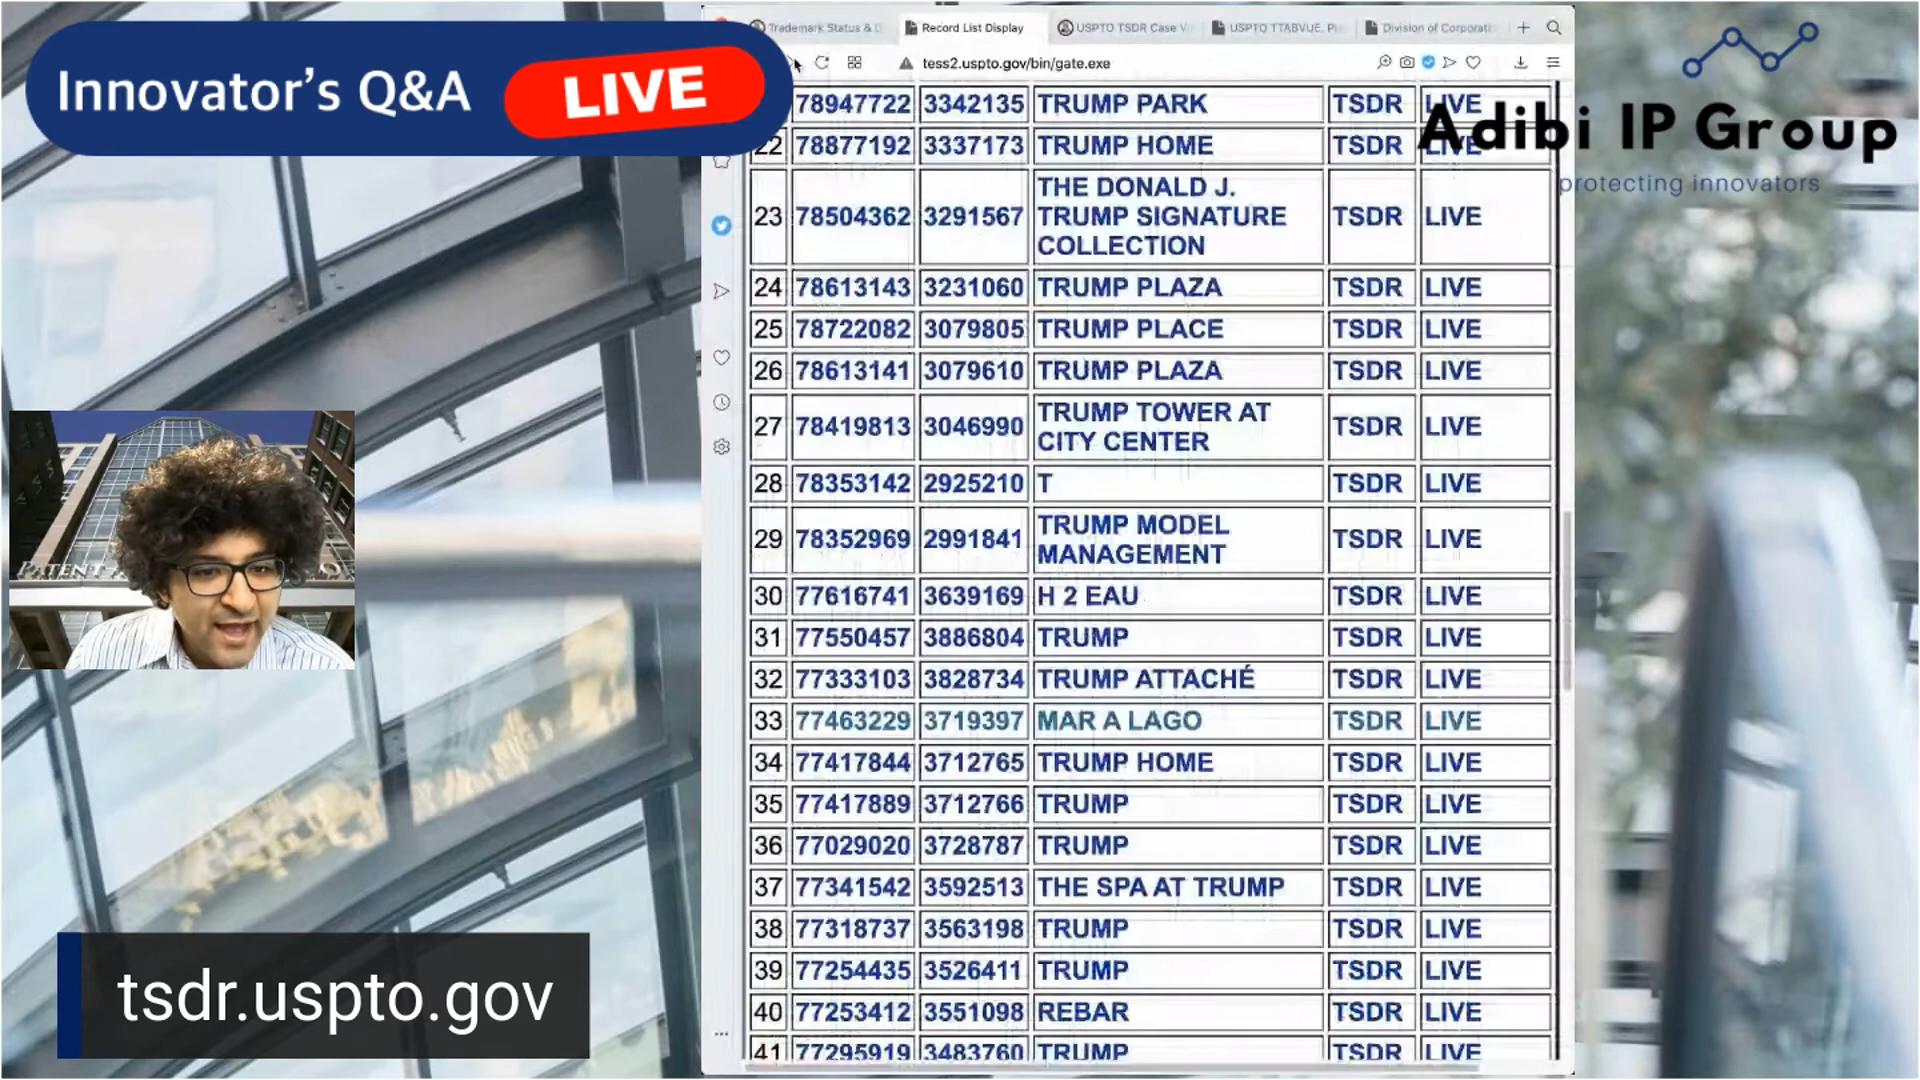 Innovator's Q&A
LIVE
Trademark Status & D
Record List Display
USPTO TSDR Case Vi
USPTO TTABVUE. P
Division of Corporati
tess2.uspto.gov/bin/gate.exe
Adibi IP Group
protecting innovators
78947722 3342135 TRUMP PARK TSDR LIVE
22 78877192 3337173 TRUMP HOME TSDR LIVE
23 78504362 3291567 THE DONALD J.
TRUMP SIGNATURE
COLLECTION TSDR LIVE
24 78613143 3231060 TRUMP PLAZA TSDR LIVE
25 78722082 3079805 TRUMP PLACE TSDR LIVE
26 78613141 3079610 TRUMP PLAZA TSDR LIVE
27 78419813 3046990 TRUMP TOWER AT
CITY CENTER TSDR LIVE
28 78353142 2925210 T TSDR LIVE
29 78352969 2991841 TRUMP MODEL
MANAGEMENT TSDR LIVE
30 77616741 3639169 H 2 EAU TSDR LIVE
31 77550457 3886804 TRUMP TSDR LIVE
32 77333103 3828734 TRUMP ATTACHÉ TSDR LIVE
33 77463229 3719397 MAR A LAGO TSDR LIVE
34 77417844 3712765 TRUMP HOME TSDR LIVE
35 77417889 3712766 TRUMP TSDR LIVE
36 77029020 3728787 TRUMP TSDR LIVE
37 77341542 3592513 THE SPA AT TRUMP TSDR LIVE
38 77318737 3563198 TRUMP TSDR LIVE
39 77254435 3526411 TRUMP TSDR LIVE
40 77253412 3551098 REBAR TSDR LIVE
41 77295919 3483760 TRUMP TSDR LIVE
PATENT
tsdr.uspto.gov